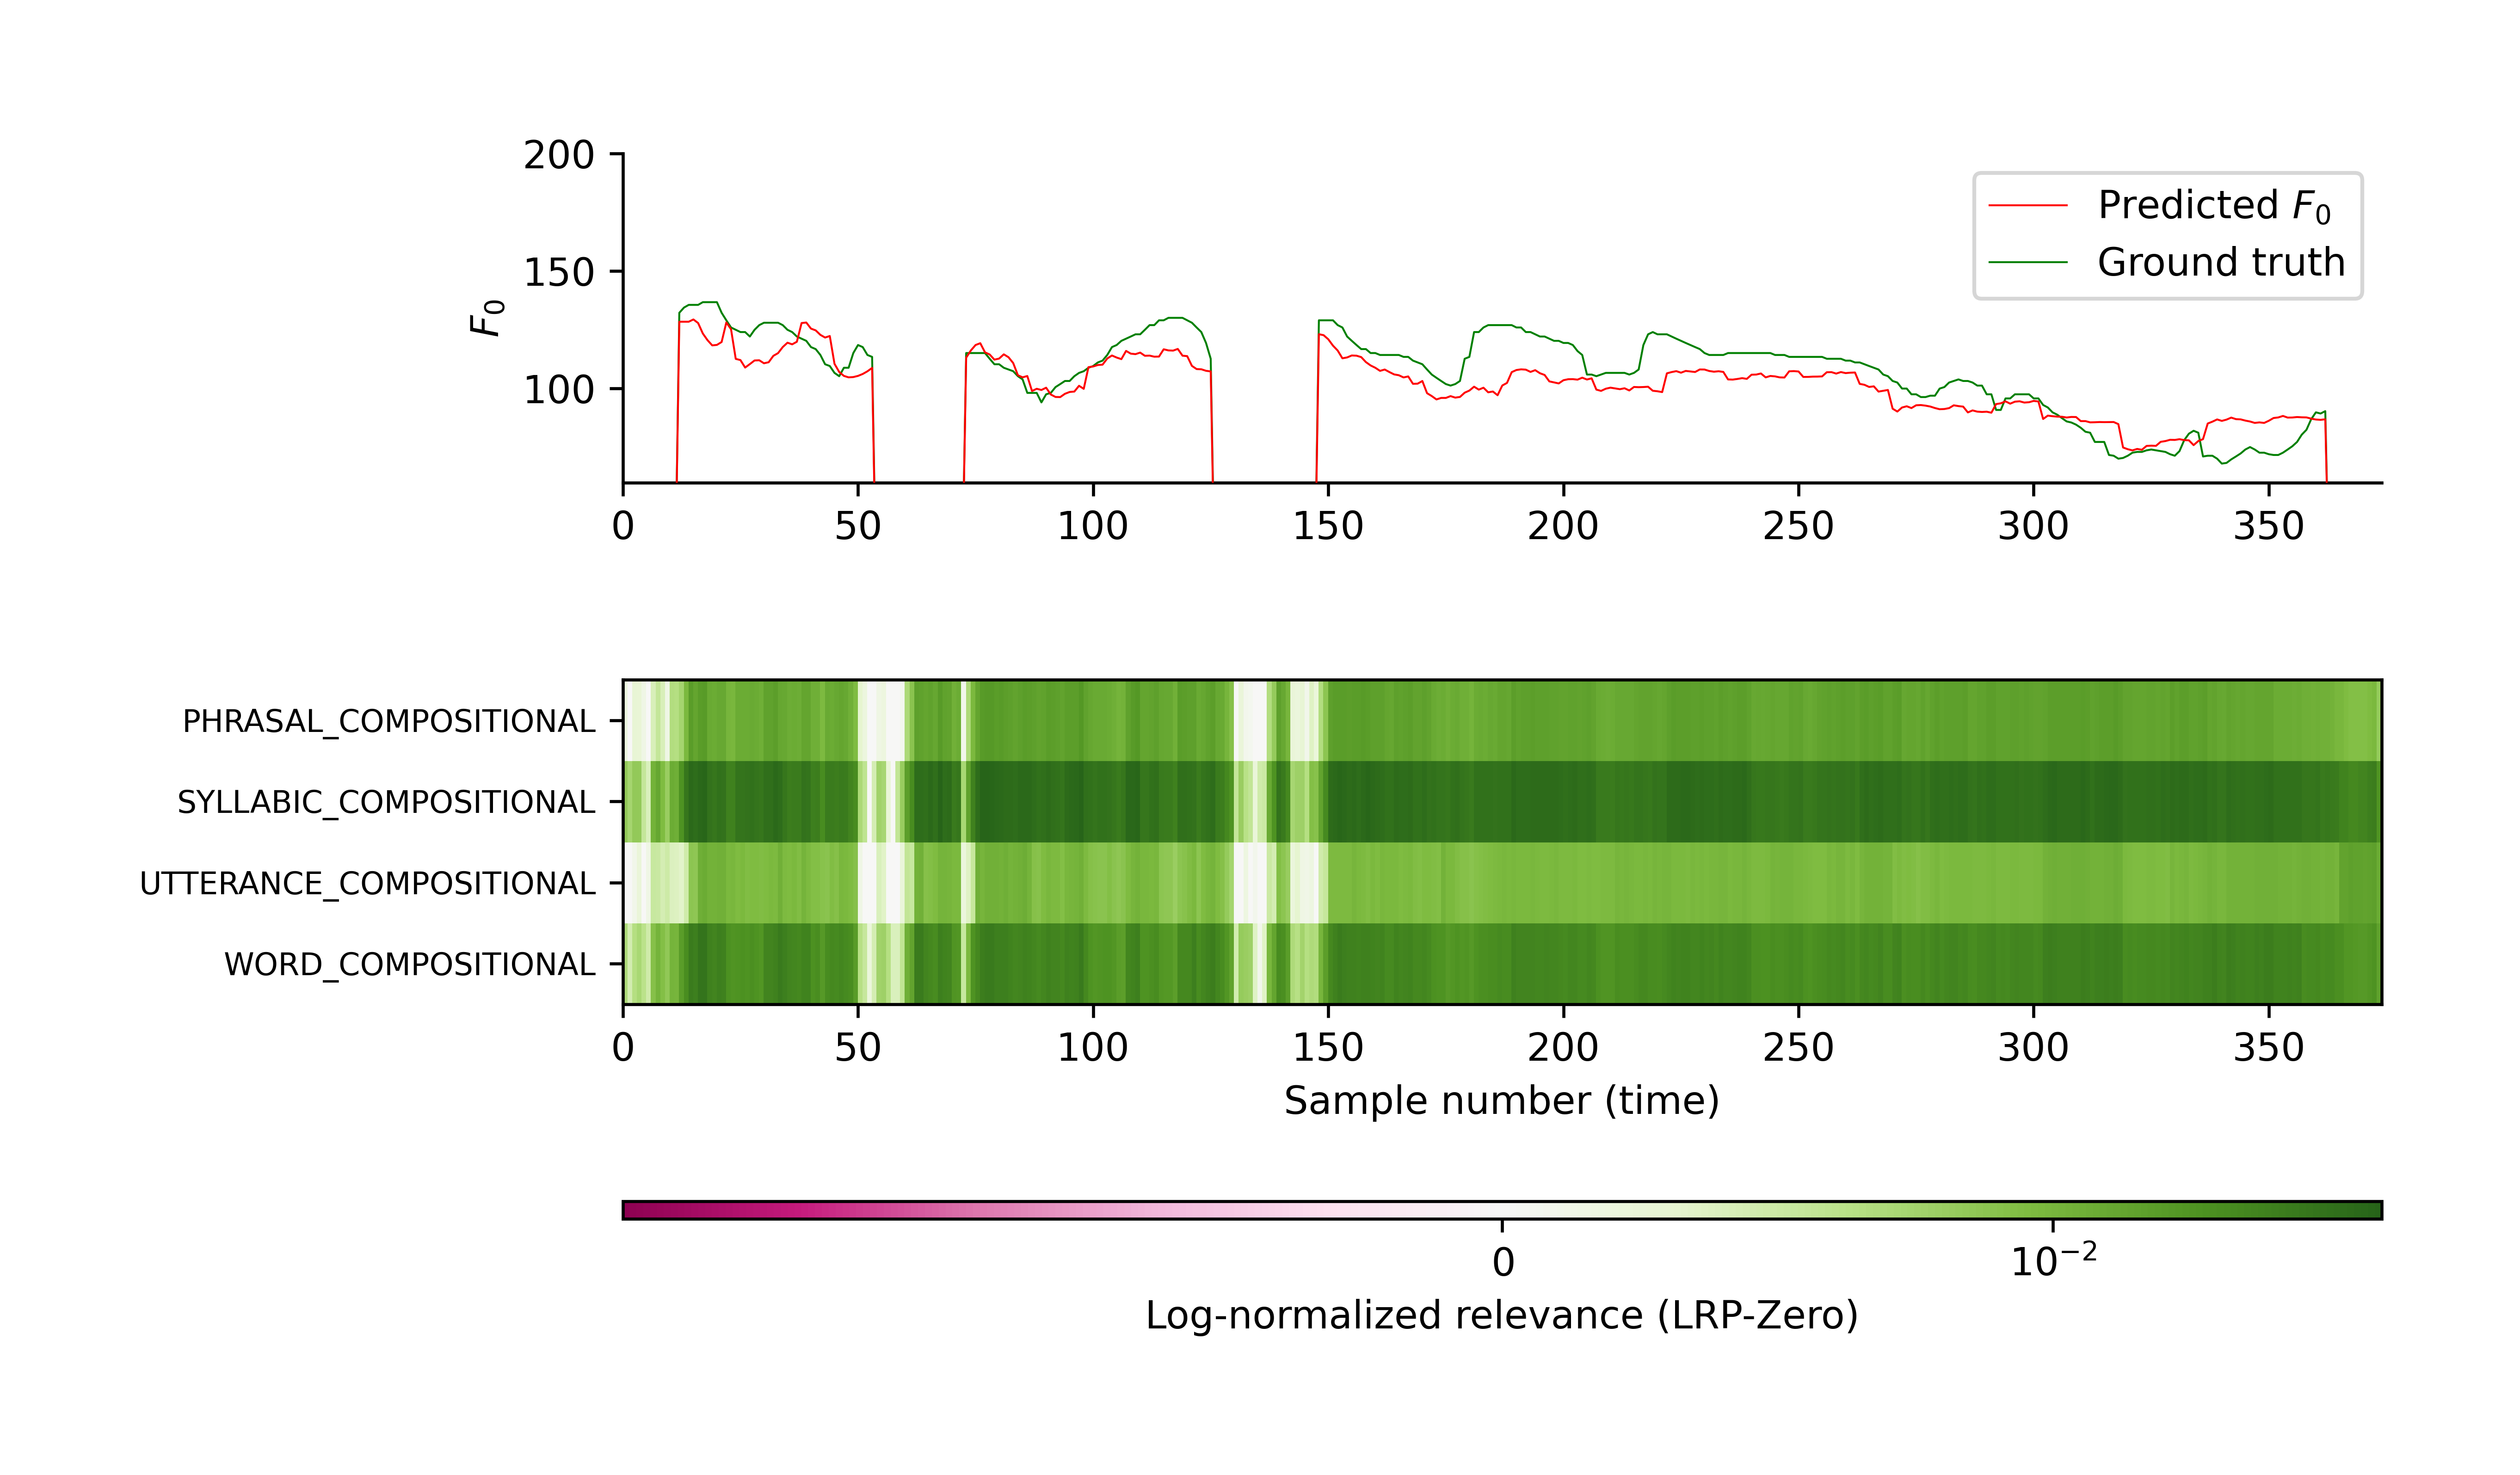 200
150
100
F₀
Predicted F₀
Ground truth
0 50 100 150 200 250 300 350
PHRASAL_COMPOSITIONAL
SYLLABIC_COMPOSITIONAL
UTTERANCE_COMPOSITIONAL
WORD_COMPOSITIONAL
0 50 100 150 200 250 300 350
Sample number (time)
0 10⁻²
Log-normalized relevance (LRP-Zero)